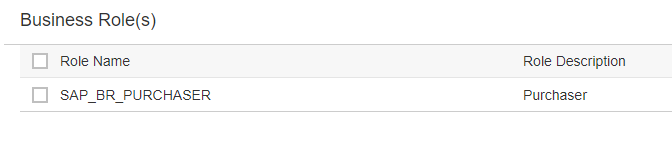 Business Role(s)
Role Name Role Description
SAP_BR_PURCHASER Purchaser